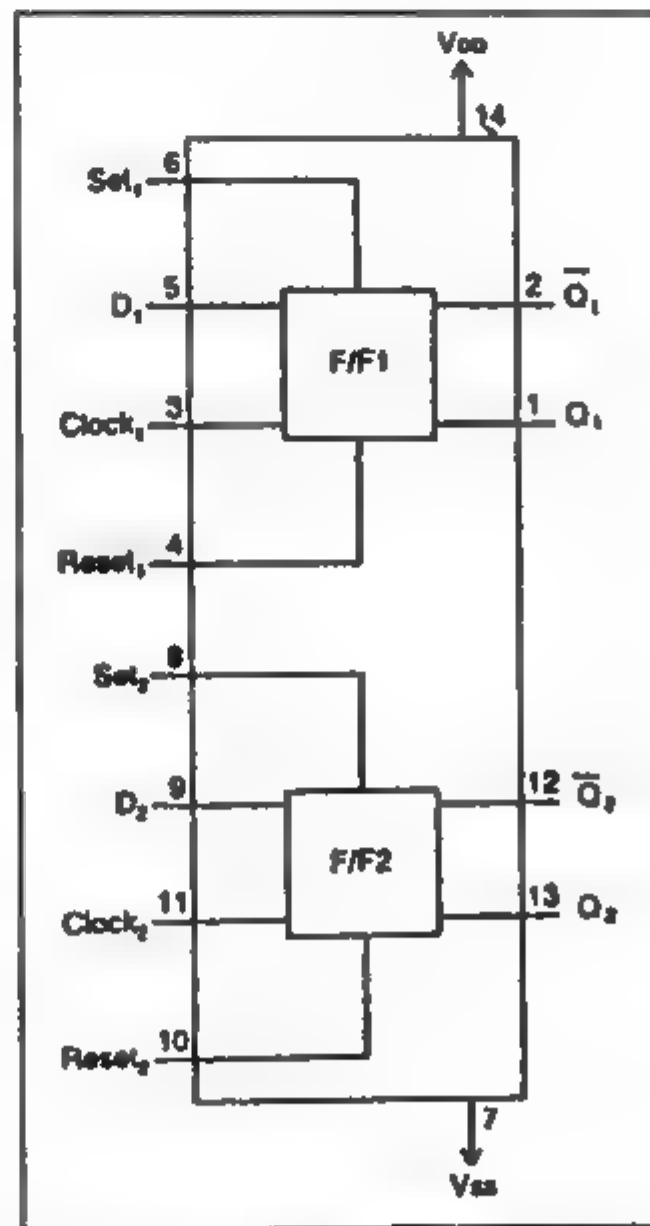 VDD
14
6
Set₁
5
D₁
2
Q̅₁
F/F1
3
Clock₁
1
Q₁
4
Reset₁
8
Set₂
9
D₂
12
Q̅₂
F/F2
11
Clock₂
13
Q₂
10
Reset₂
7
VSS